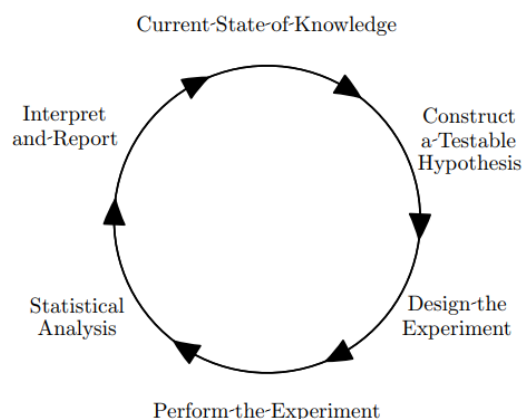 Current-State-of-Knowledge
Construct
a-Testable
Hypothesis
Design-the
Experiment
Perform-the-Experiment
Statistical
Analysis
Interpret
and-Report